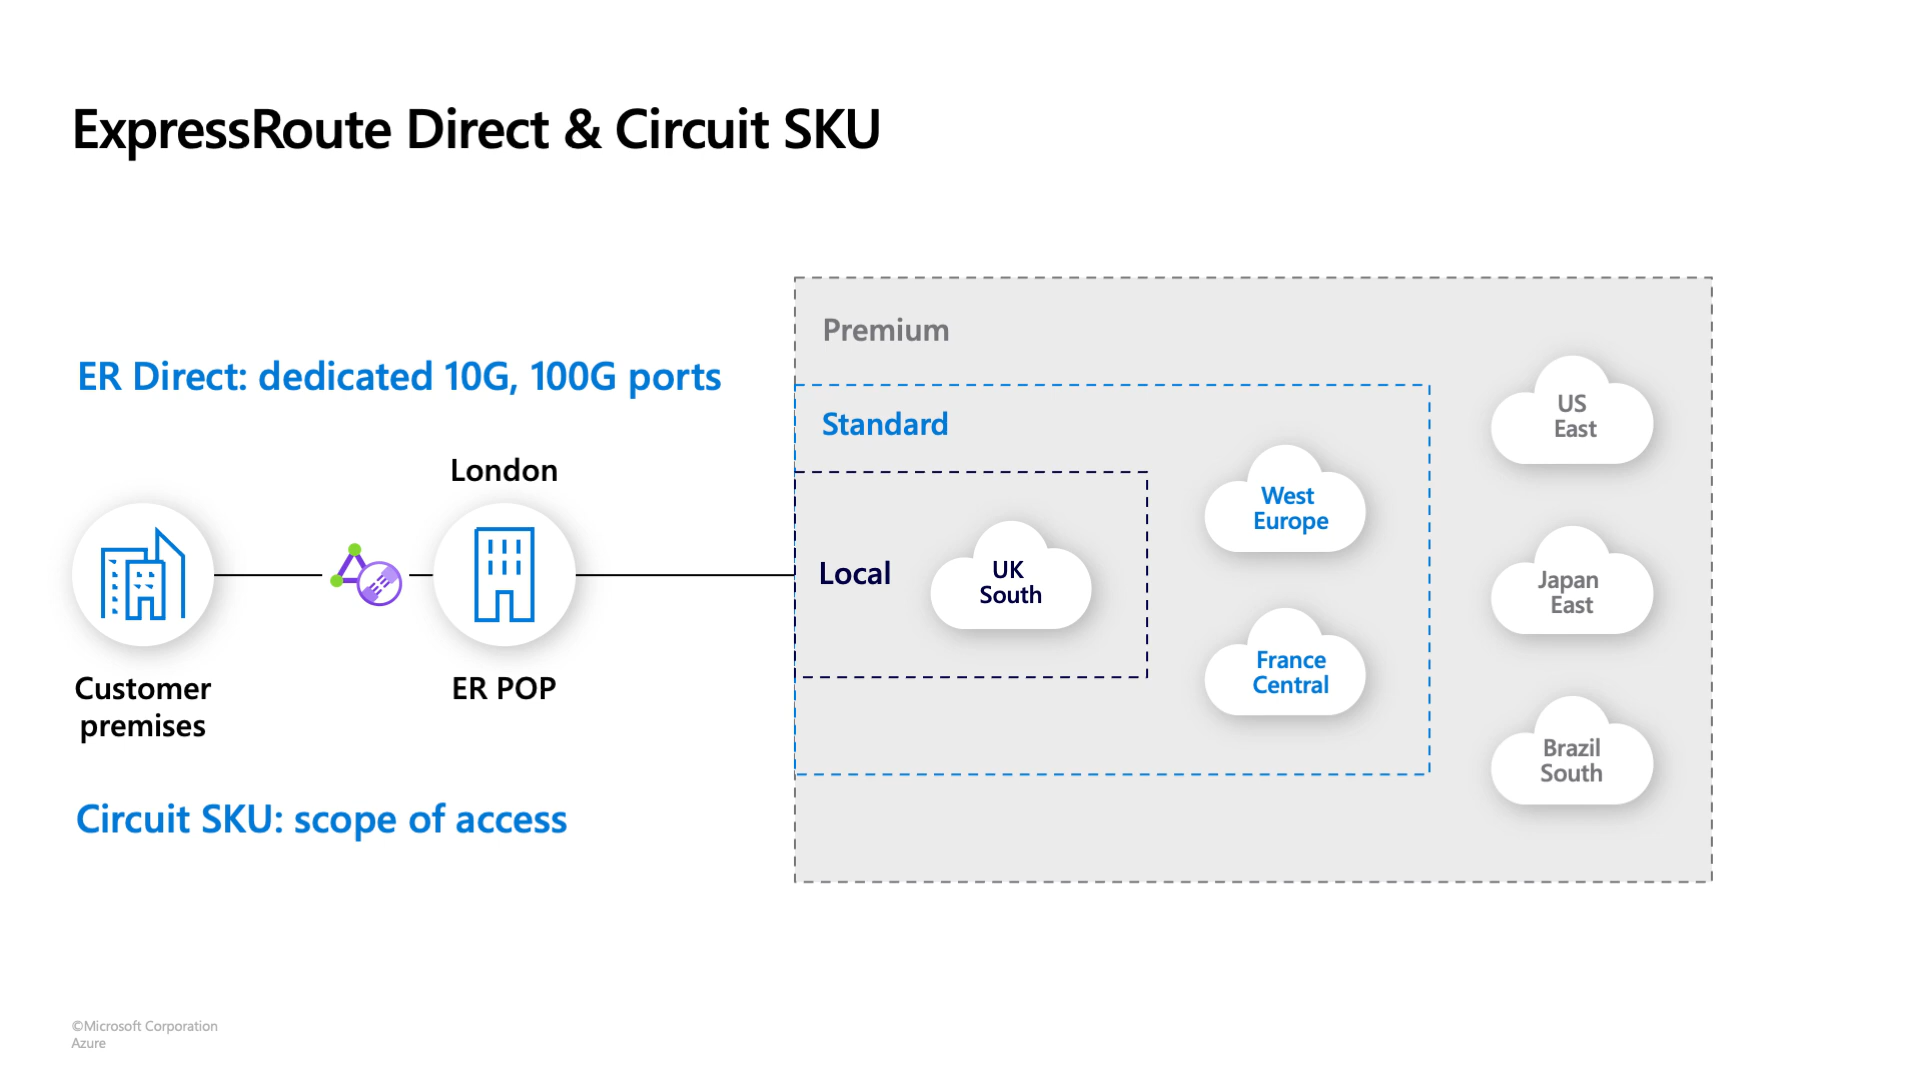 ExpressRoute Direct & Circuit SKU
ER Direct: dedicated 10G, 100G ports
London
Customer
premises
ER POP
Circuit SKU: scope of access
Premium
Standard
Local
UK
South
West
Europe
France
Central
US
East
Japan
East
Brazil
South
©Microsoft Corporation
Azure